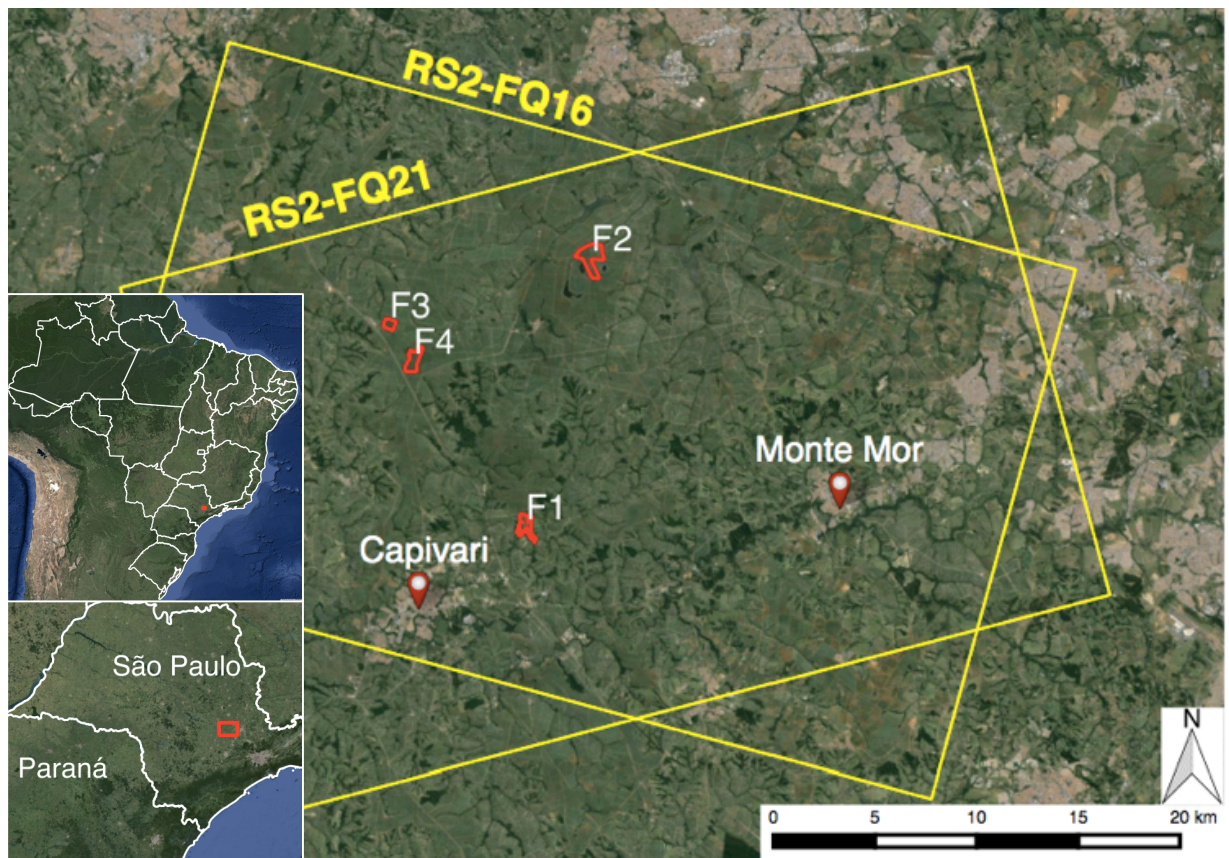 RS2-FQ16
RS2-FQ21
F2
F3
F4
Monte Mor
F1
Capivari
São Paulo
Paraná
N
0 5 10 15 20 km